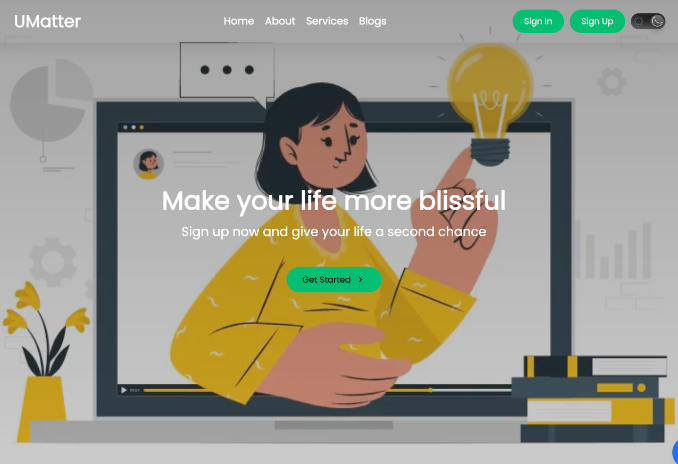 UMatter
Home About Services Blogs
Sign In Sign Up
Make your life more blissful
Sign up now and give your life a second chance
Get Started